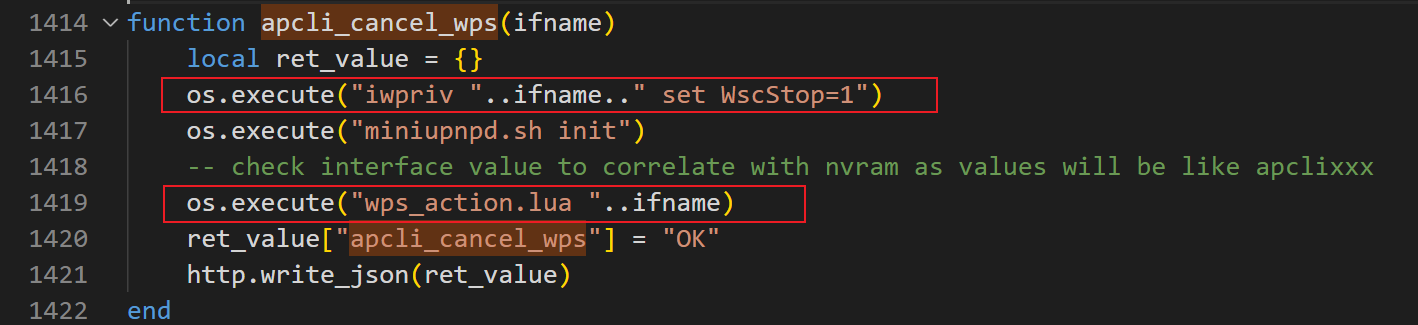 1414 function apcli_cancel_wps(ifname)
1415 local ret_value = {}
1416 os.execute("iwpriv "..ifname.." set WscStop=1")
1417 os.execute("miniupnpd.sh init")
1418 -- check interface value to correlate with nvram as values will be like apclixxx
1419 os.execute("wps_action.lua "..ifname)
1420 ret_value["apcli_cancel_wps"] = "OK"
1421 http.write_json(ret_value)
1422 end